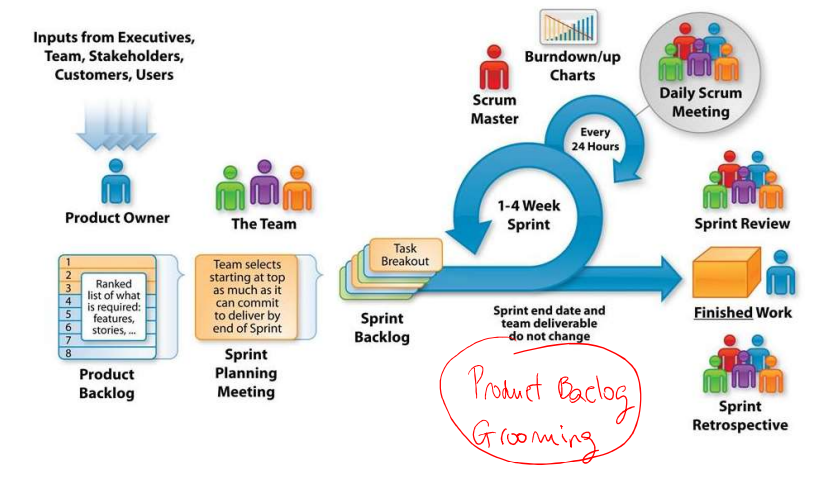 Inputs from Executives,
Team, Stakeholders,
Customers, Users
Product Owner
The Team
1
2
3
4
5
6
7
8
Ranked
list of what
is required:
features,
stories, ...
Product
Backlog
Team selects
starting at top
as much as it
can commit
to deliver by
end of Sprint
Sprint
Planning
Meeting
Task
Breakout
Sprint
Backlog
Scrum
Master
Burndown/up
Charts
Every
24 Hours
Daily Scrum
Meeting
1-4 Week
Sprint
Sprint end date and
team deliverable
do not change
Product Baclog
Grooming
Sprint Review
Finished Work
Sprint
Retrospective